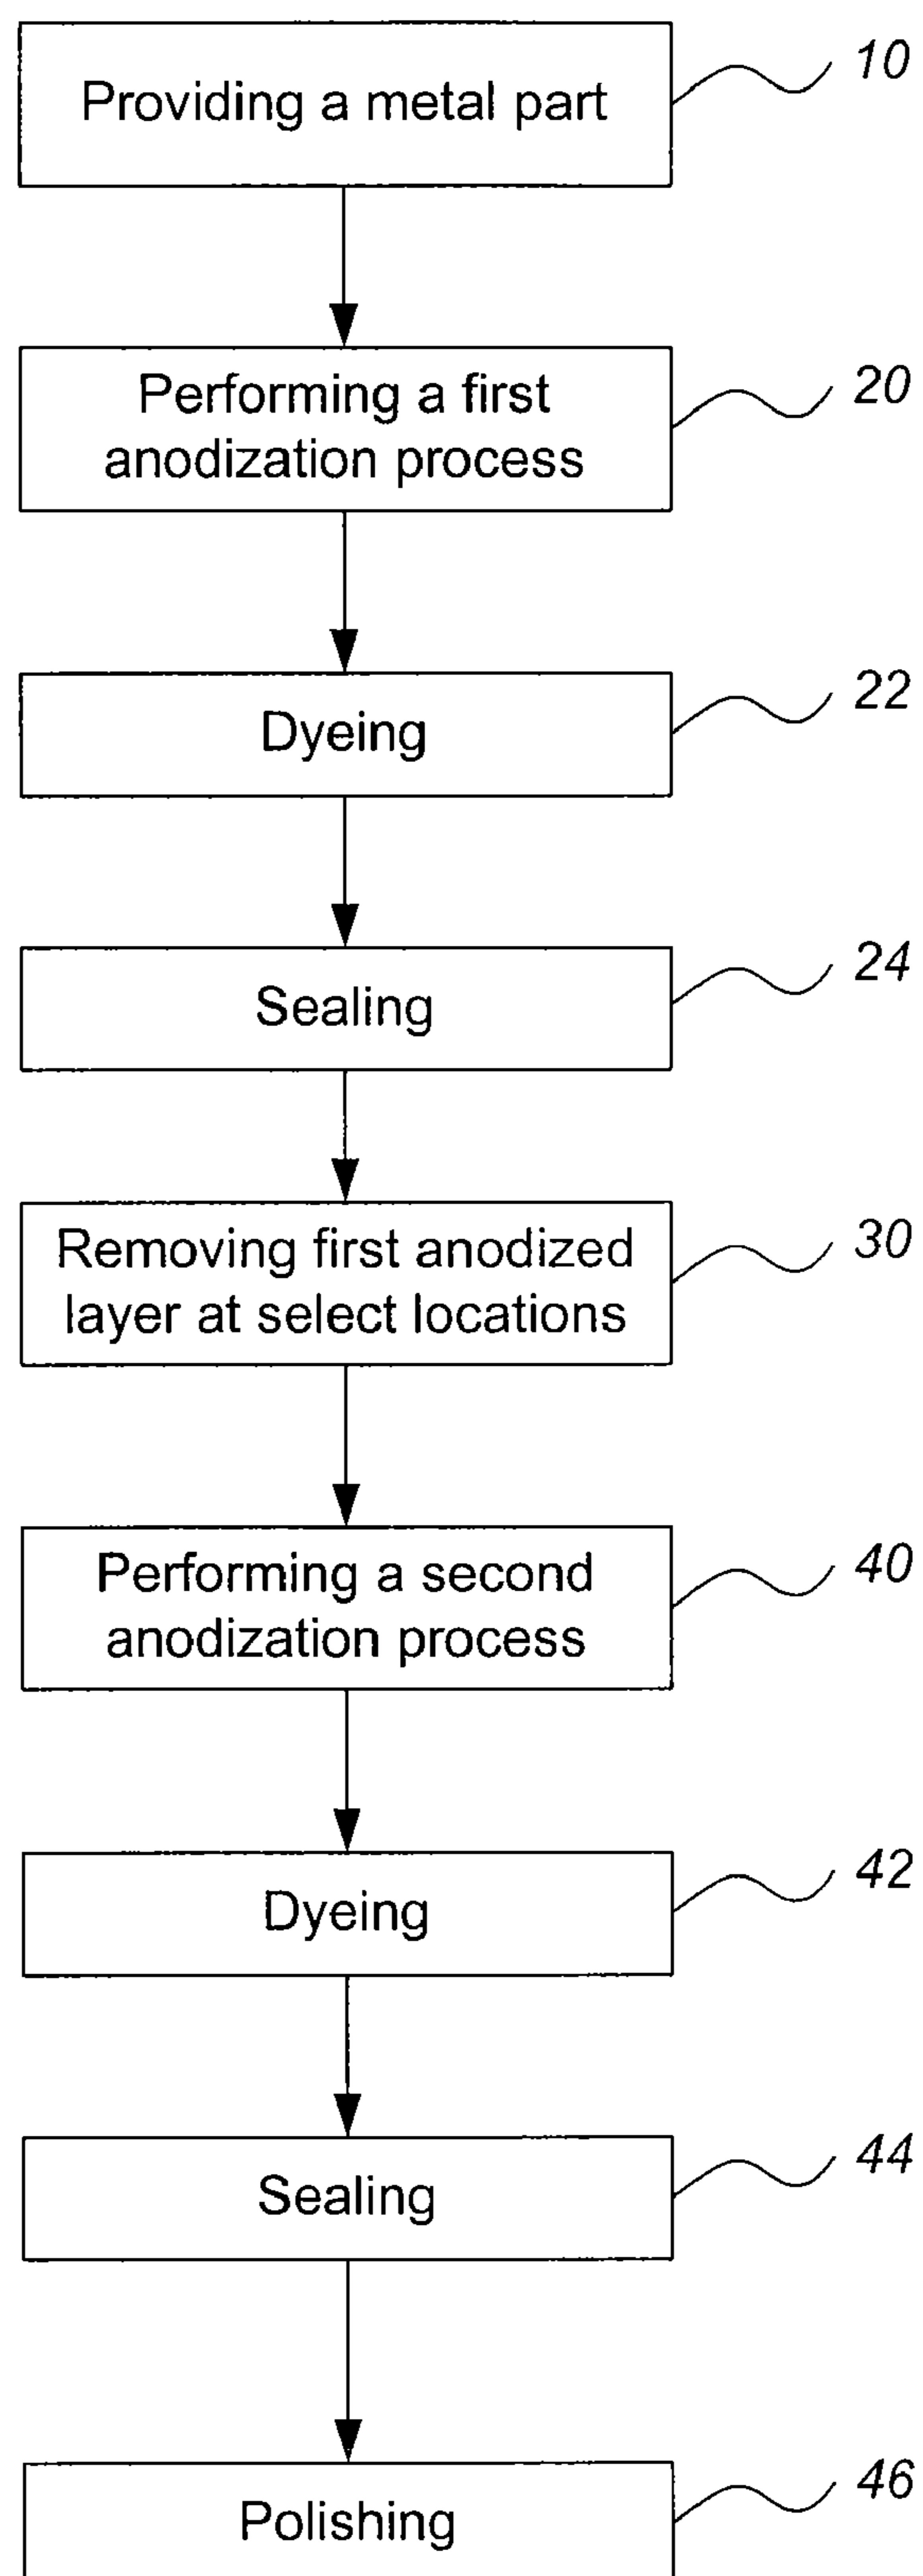 Providing a metal part
10
Performing a first
anodization process
20
Dyeing
22
Sealing
24
Removing first anodized
layer at select locations
30
Performing a second
anodization process
40
Dyeing
42
Sealing
44
Polishing
46